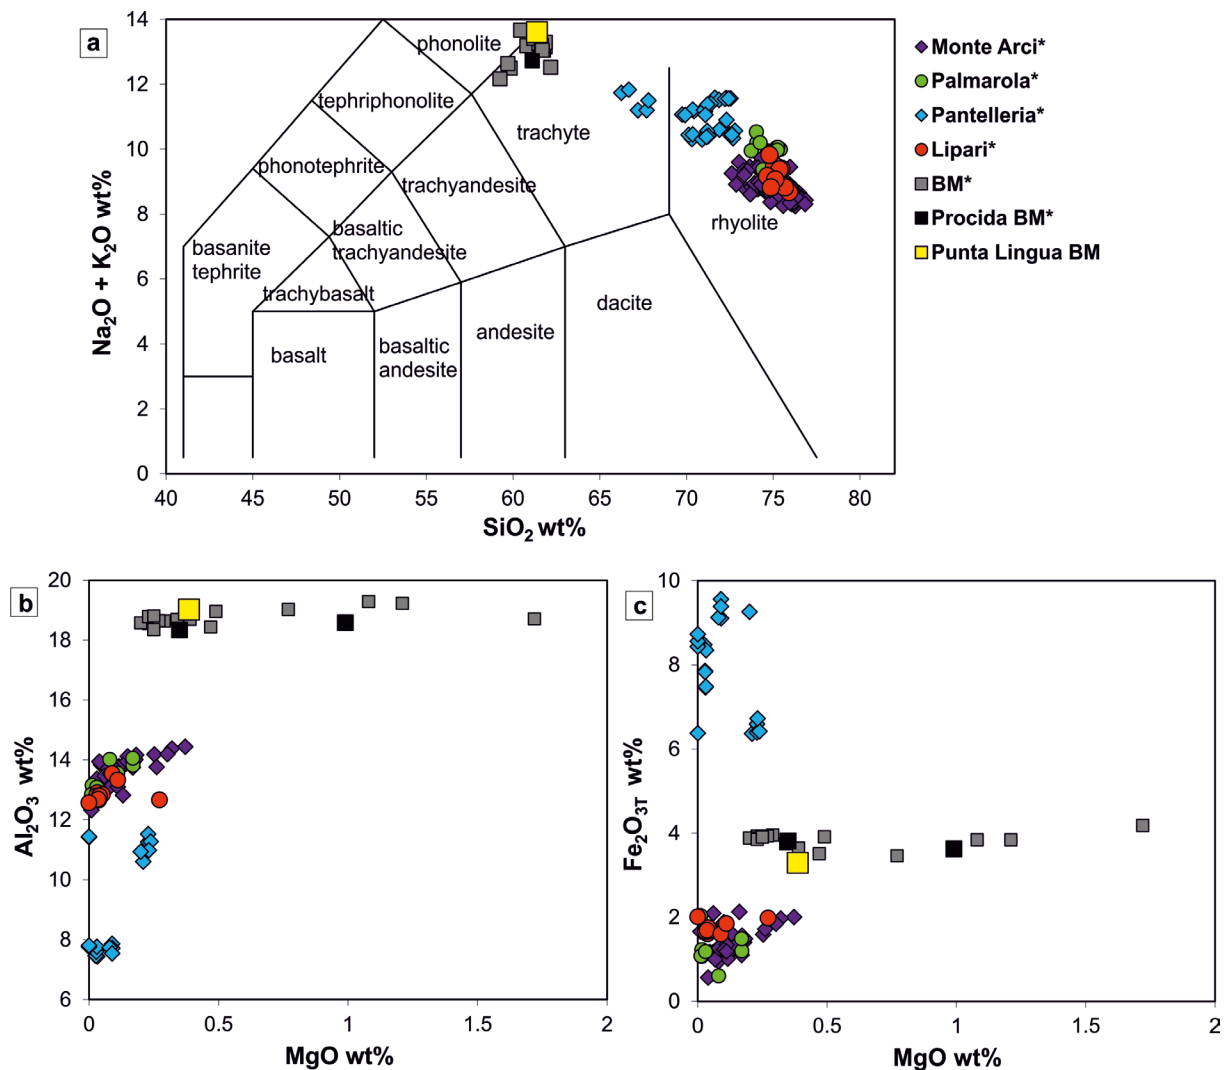 a
14
12
10
8
6
4
2
0
Na₂O + K₂O wt%
phonolite
tephriphonolite
trachyte
phonotephrite
trachyandesite
rhyolite
basaltic
trachyandesite
basanite
tephrite
trachybasalt
dacite
andesite
basalt
basaltic
andesite
40 45 50 55 60 65 70 75 80
SiO₂ wt%
Monte Arci*
Palmarola*
Pantelleria*
Lipari*
BM*
Procida BM*
Punta Lingua BM
b
20
18
16
14
12
10
8
6
Al₂O₃ wt%
0 0.5 1 1.5 2
MgO wt%
c
10
8
6
4
2
0
Fe₂O₃T wt%
0 0.5 1 1.5 2
MgO wt%